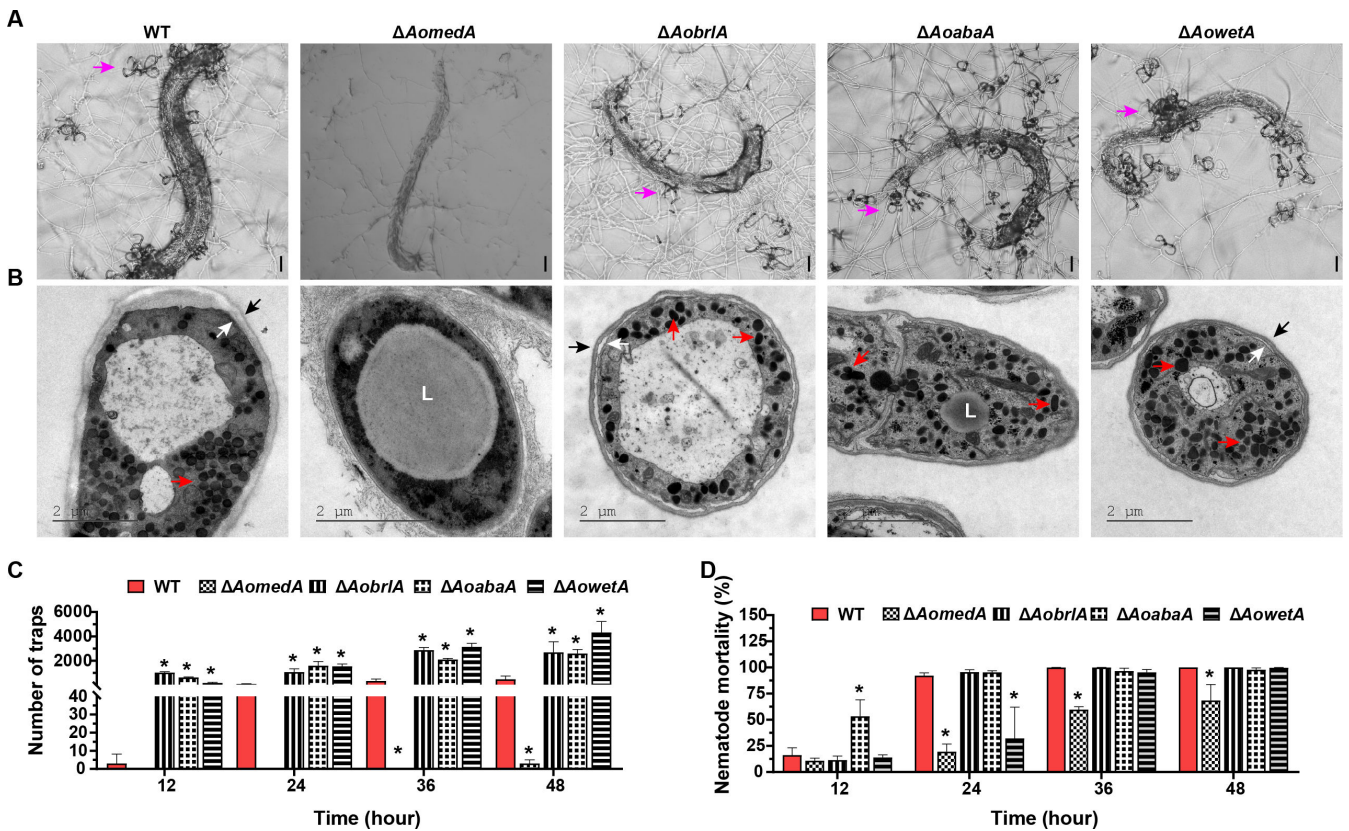 A
WT
ΔAomedA
ΔAobrlA
ΔAoabaA
ΔAowetA
B
L
L
2 µm
2 µm
2 µm
µm
2 µm
C
WT ΔAomedA ΔAobrlA ΔAoabaA ΔAowetA
Number of traps
6000
4000
2000
40
30
20
10
5
0
* * *
* * *
* * * *
* * * *
12 24 36 48
Time (hour)
D
WT ΔAomedA ΔAobrlA ΔAoabaA ΔAowetA
Nematode mortality (%)
150
125
100
75
50
25
0
*
* *
*
*
12 24 36 48
Time (hour)